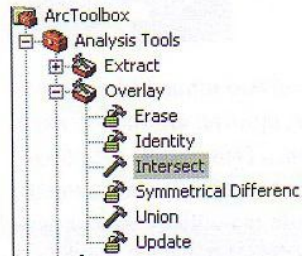 ArcToolbox
Analysis Tools
Extract
Overlay
Erase
Identity
Intersect
Symmetrical Differenc
Union
Update